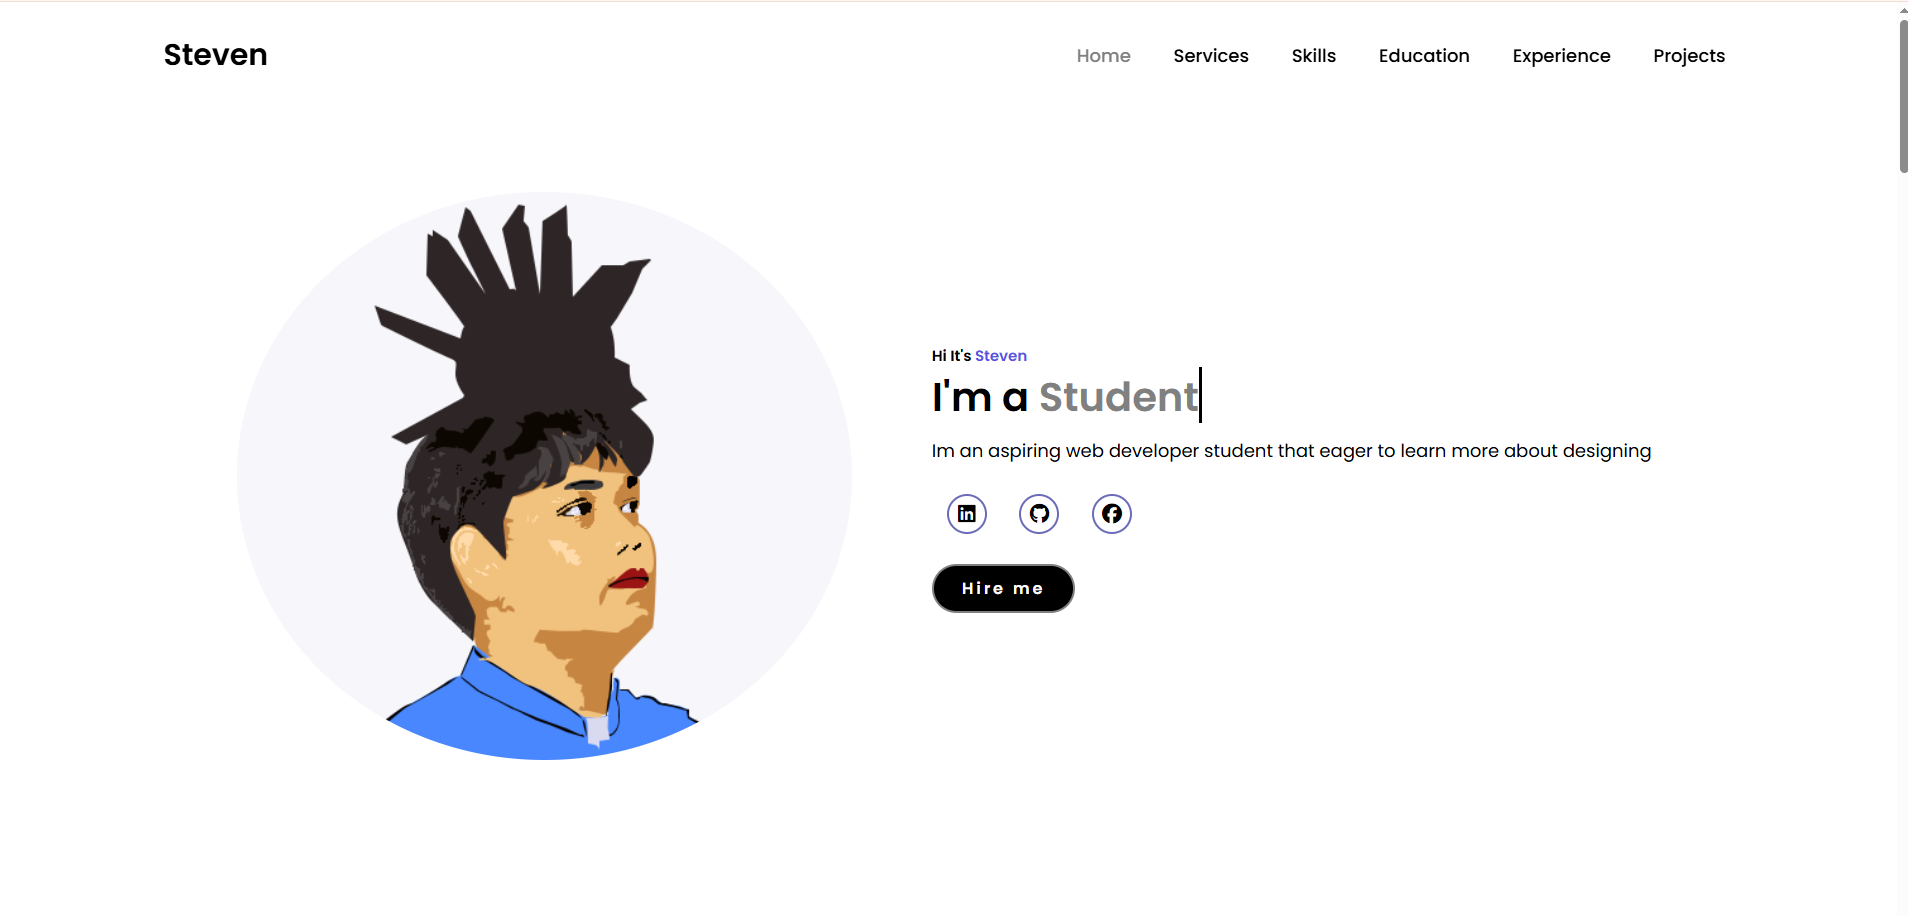 Steven
Home Services Skills Education Experience Projects
Hi It's Steven
I'm a Student
Im an aspiring web developer student that eager to learn more about designing
in
Hire me